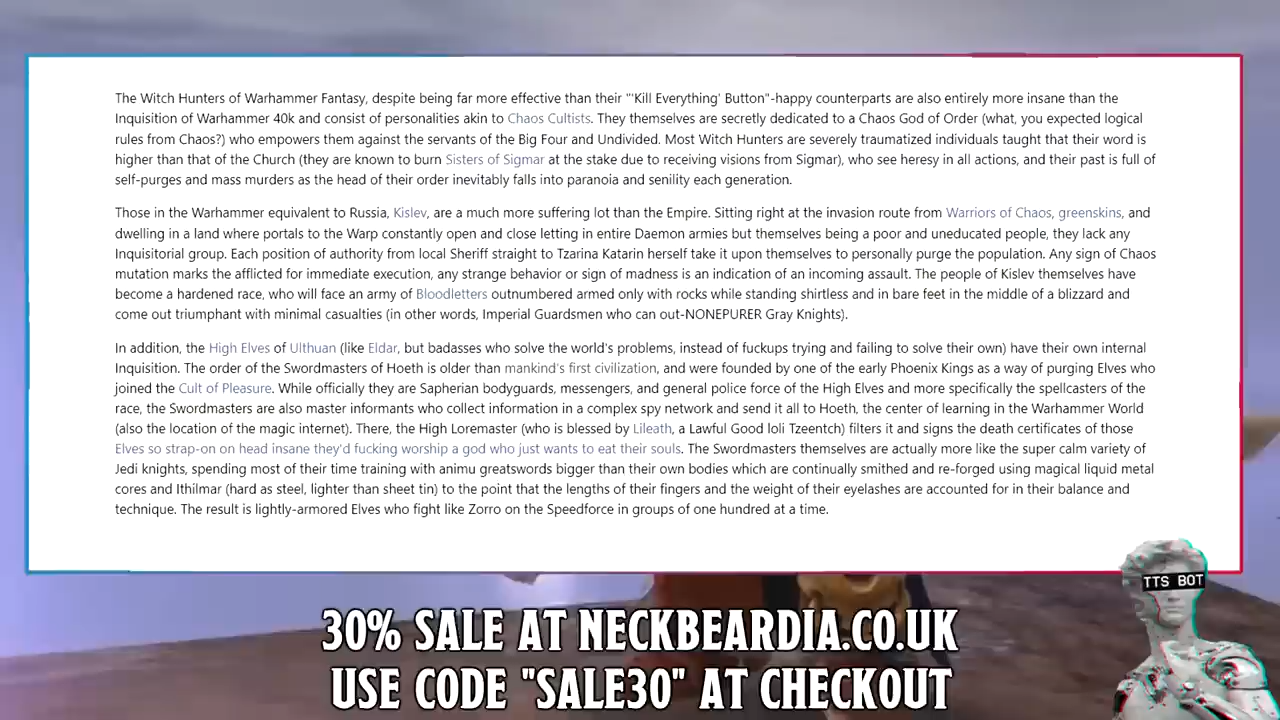 The Witch Hunters of Warhammer Fantasy, despite being far more effective than their "'Kill Everything' Button"-happy counterparts are also entirely more insane than the
Inquisition of Warhammer 40k and consist of personalities akin to Chaos Cultists. They themselves are secretly dedicated to a Chaos God of Order (what, you expected logical
rules from Chaos?) who empowers them against the servants of the Big Four and Undivided. Most Witch Hunters are severely traumatized individuals taught that their word is
higher than that of the Church (they are known to burn Sisters of Sigmar at the stake due to receiving visions from Sigmar), who see heresy in all actions, and their past is full of
self-purges and mass murders as the head of their order inevitably falls into paranoia and senility each generation.
Those in the Warhammer equivalent to Russia, Kislev, are a much more suffering lot than the Empire. Sitting right at the invasion route from Warriors of Chaos, greenskins, and
dwelling in a land where portals to the Warp constantly open and close letting in entire Daemon armies but themselves being a poor and uneducated people, they lack any
Inquisitorial group. Each position of authority from local Sheriff straight to Tzarina Katarin herself take it upon themselves to personally purge the population. Any sign of Chaos
mutation marks the afflicted for immediate execution, any strange behavior or sign of madness is an indication of an incoming assault. The people of Kislev themselves have
become a hardened race, who will face an army of Bloodletters outnumbered armed only with rocks while standing shirtless and in bare feet in the middle of a blizzard and
come out triumphant with minimal casualties (in other words, Imperial Guardsmen who can out-NONEPURER Gray Knights).
In addition, the High Elves of Ulthuan (like Eldar, but badasses who solve the world's problems, instead of fuckups trying and failing to solve their own) have their own internal
Inquisition. The order of the Swordmasters of Hoeth is older than mankind's first civilization, and were founded by one of the early Phoenix Kings as a way of purging Elves who
joined the Cult of Pleasure. While officially they are Sapherian bodyguards, messengers, and general police force of the High Elves and more specifically the spellcasters of the
race, the Swordmasters are also master informants who collect information in a complex spy network and send it all to Hoeth, the center of learning in the Warhammer World
(also the location of the magic internet). There, the High Loremaster (who is blessed by Lileath, a Lawful Good loli Tzeentch) filters it and signs the death certificates of those
Elves so strap-on on head insane they'd fucking worship a god who just wants to eat their souls. The Swordmasters themselves are actually more like the super calm variety of
Jedi knights, spending most of their time training with animu greatswords bigger than their own bodies which are continually smithed and re-forged using magical liquid metal
cores and Ithilmar (hard as steel, lighter than sheet tin) to the point that the lengths of their fingers and the weight of their eyelashes are accounted for in their balance and
technique. The result is lightly-armored Elves who fight like Zorro on the Speedforce in groups of one hundred at a time.
TTS BOT
30% SALE AT NECKBEARDIA.CO.UK
USE CODE "SALE30" AT CHECKOUT